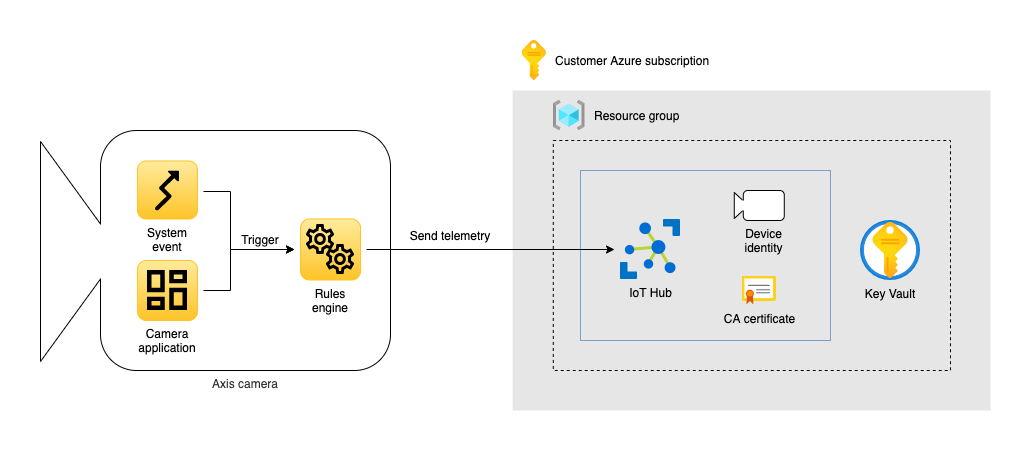 Customer Azure subscription
Resource group
System
event
Camera
application
Trigger
Rules
engine
Axis camera
Send telemetry
IoT Hub
Device
identity
CA certificate
Key Vault